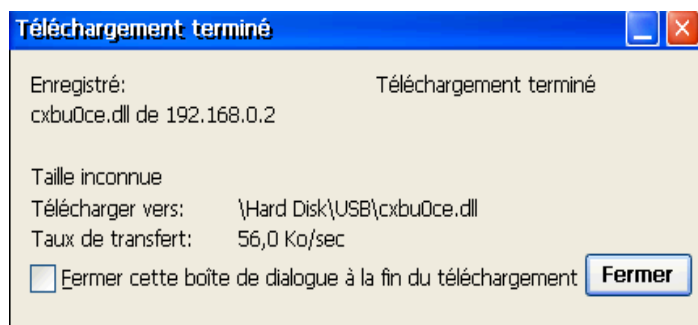 Téléchargement terminé
Enregistré: Téléchargement terminé
cxbu0ce.dll de 192.168.0.2
Taille inconnue
Télécharger vers: \Hard Disk\USB\cxbu0ce.dll
Taux de transfert: 56,0 Ko/sec
Fermer cette boîte de dialogue à la fin du téléchargement Fermer